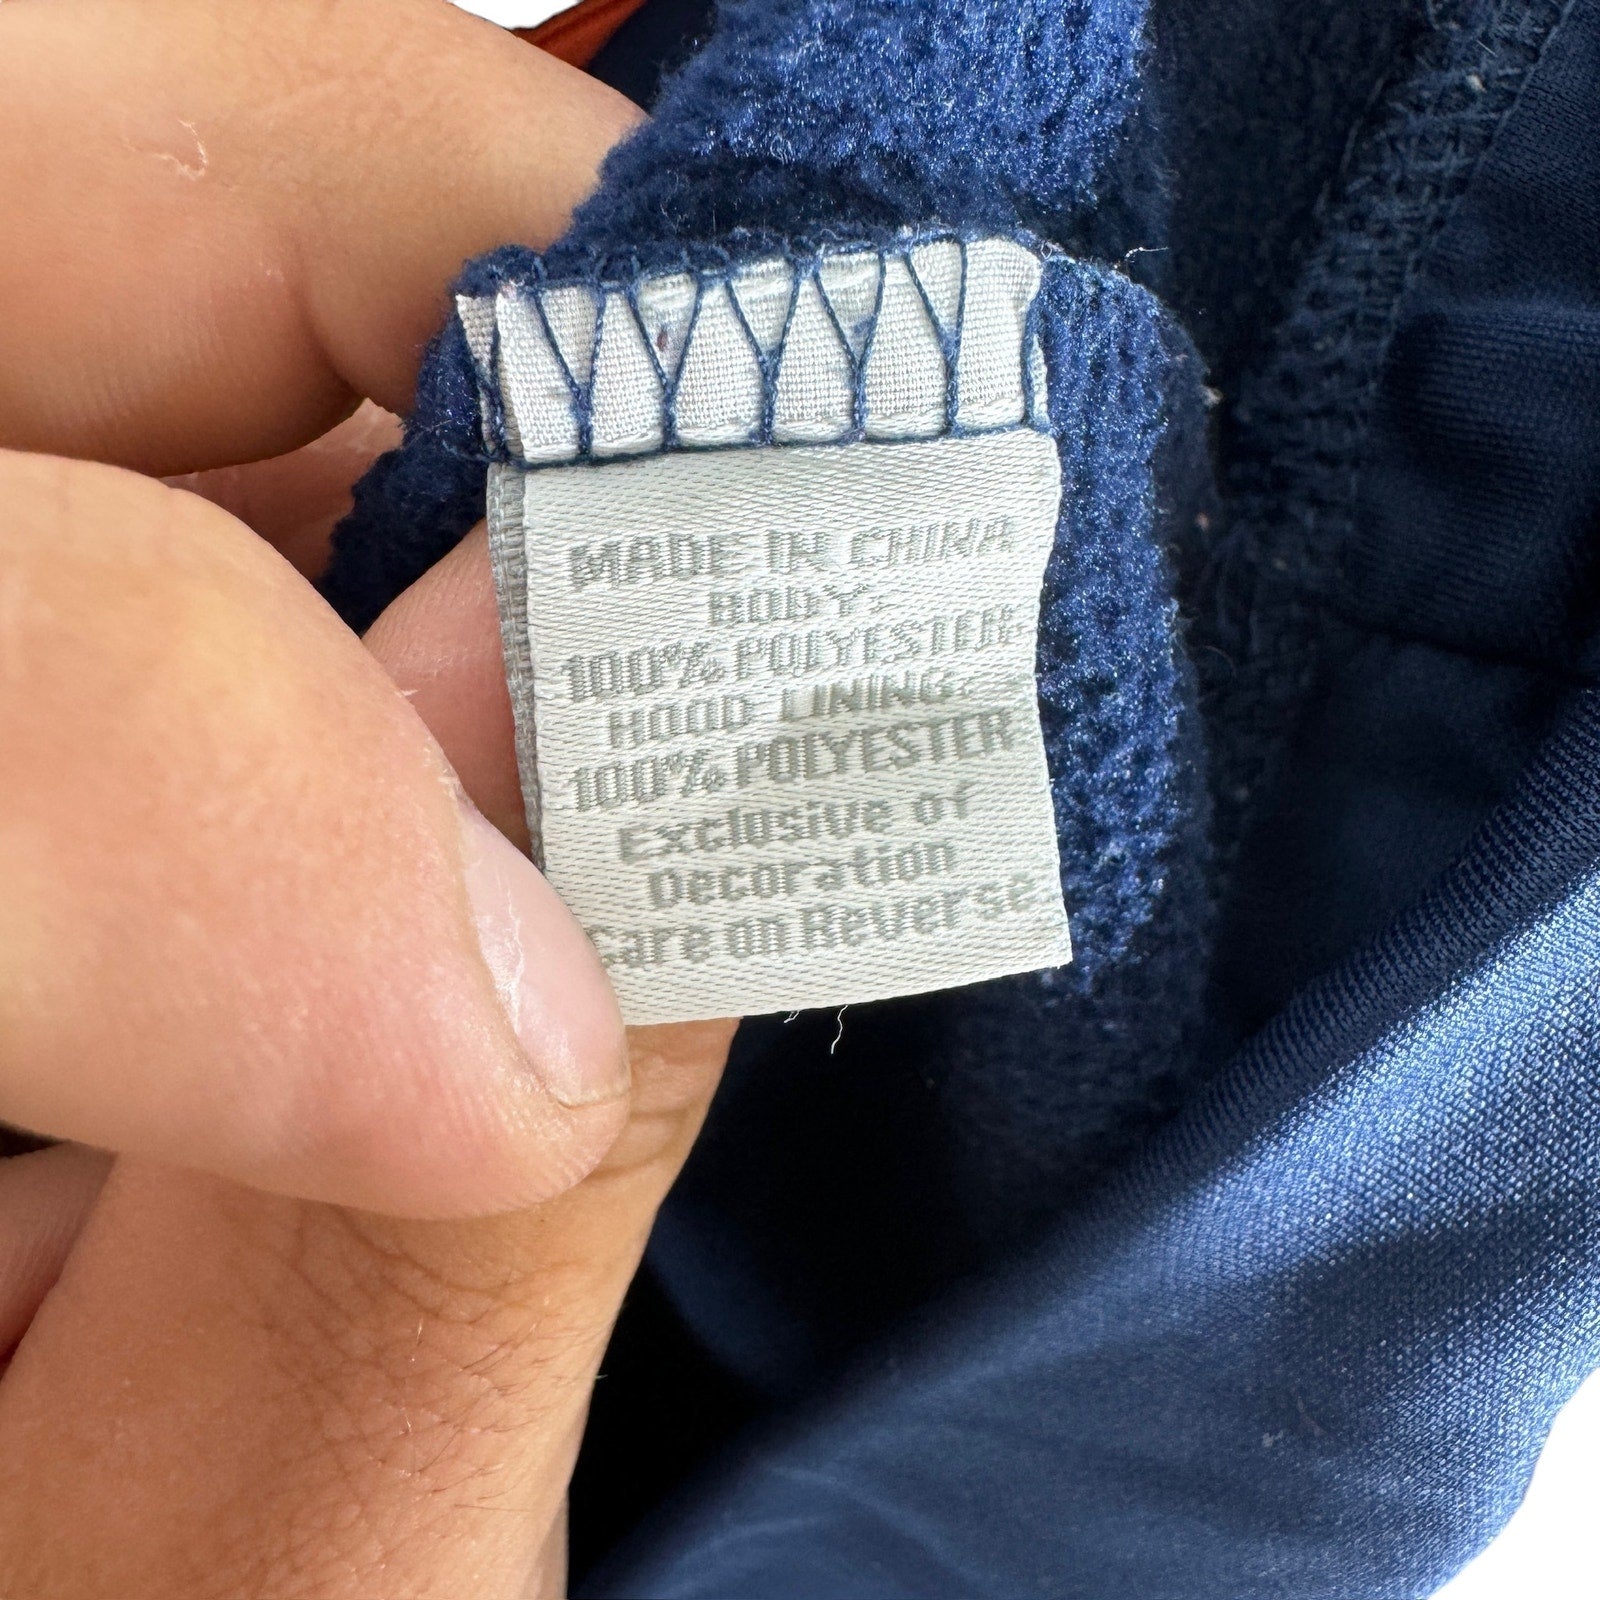 MADE IN CHINA
BODY:
100% POLYESTER
HOOD LINING:
100% POLYESTER
Exclusive of
Decoration
Care on Reverse